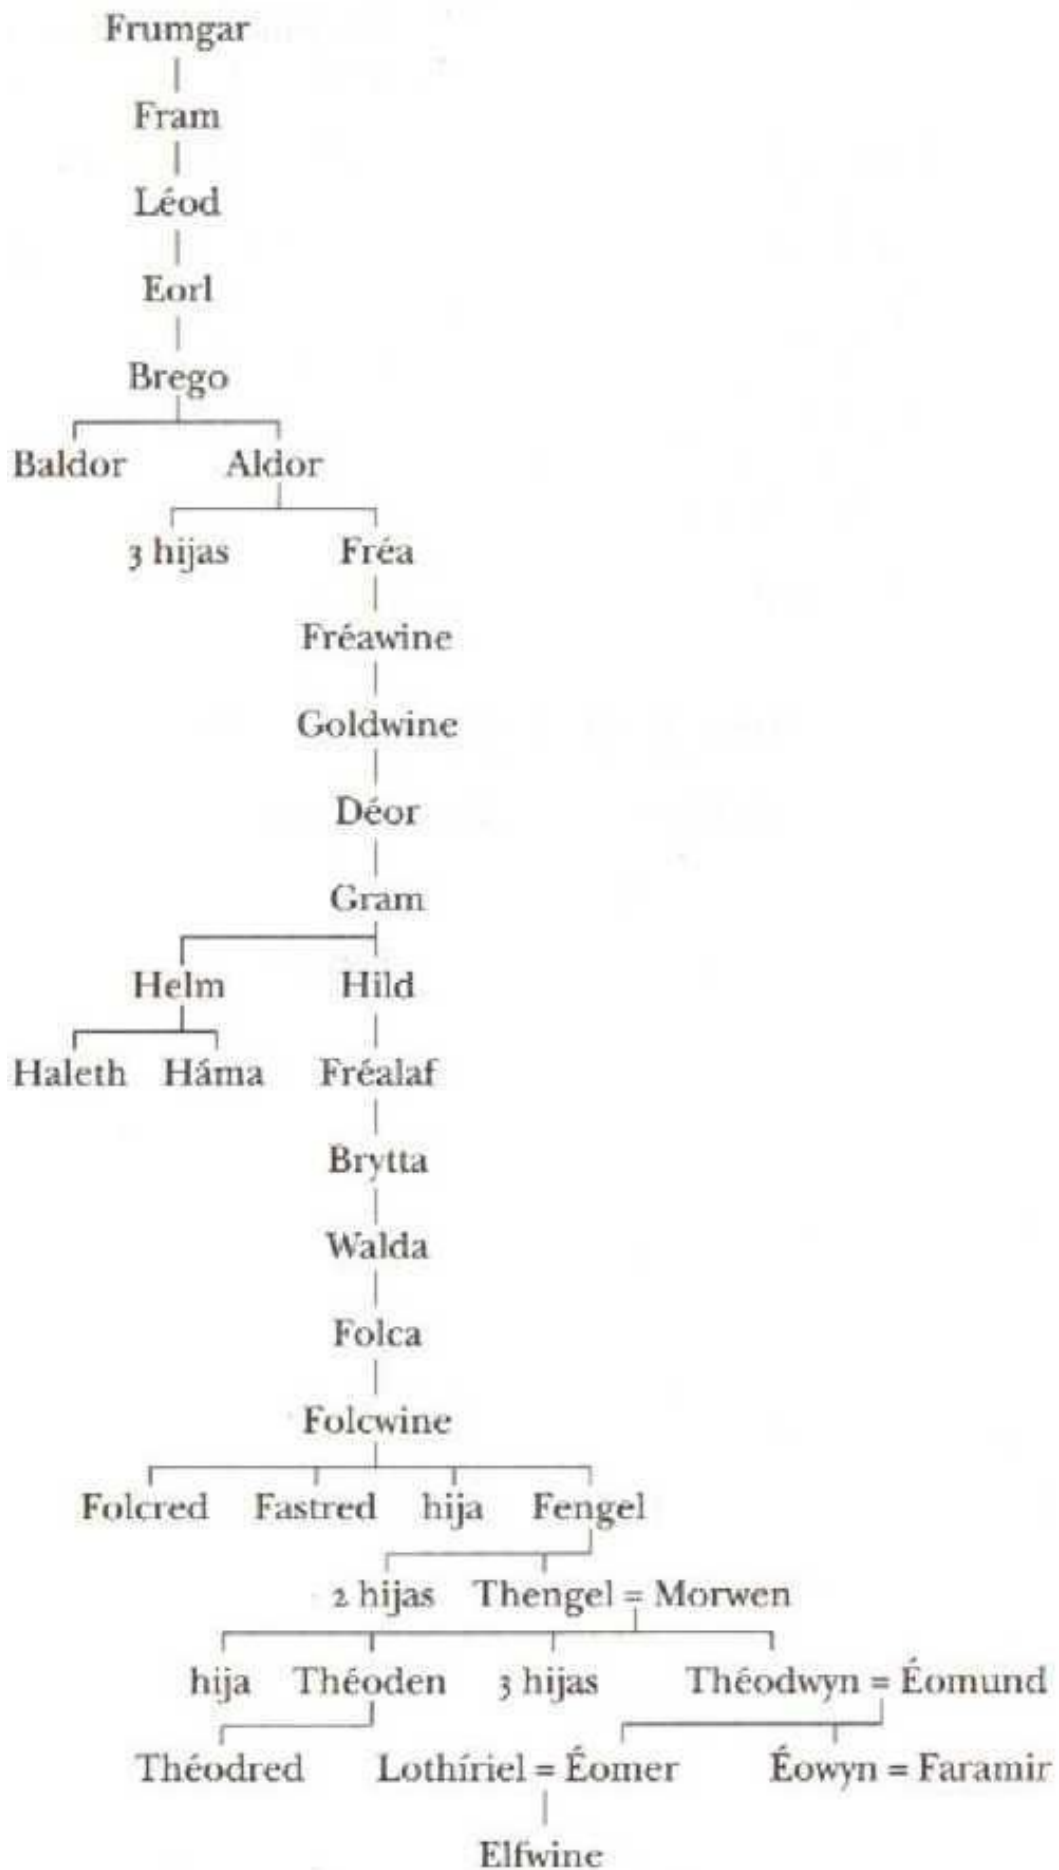 Frumgar
Fram
Léod
Eorl
Brego
Baldor Aldor
3 hijas Fréa
Fréawine
Goldwine
Déor
Gram
Helm Hild
Haleth Háma Fréalaf
Brytta
Walda
Folca
Folcwine
Folcred Fastred hija Fengel
2 hijas Thengel = Morwen
hija Théoden 3 hijas Théodwyn = Éomund
Théodred Lothíriel = Éomer Éowyn = Faramir
Elfwine